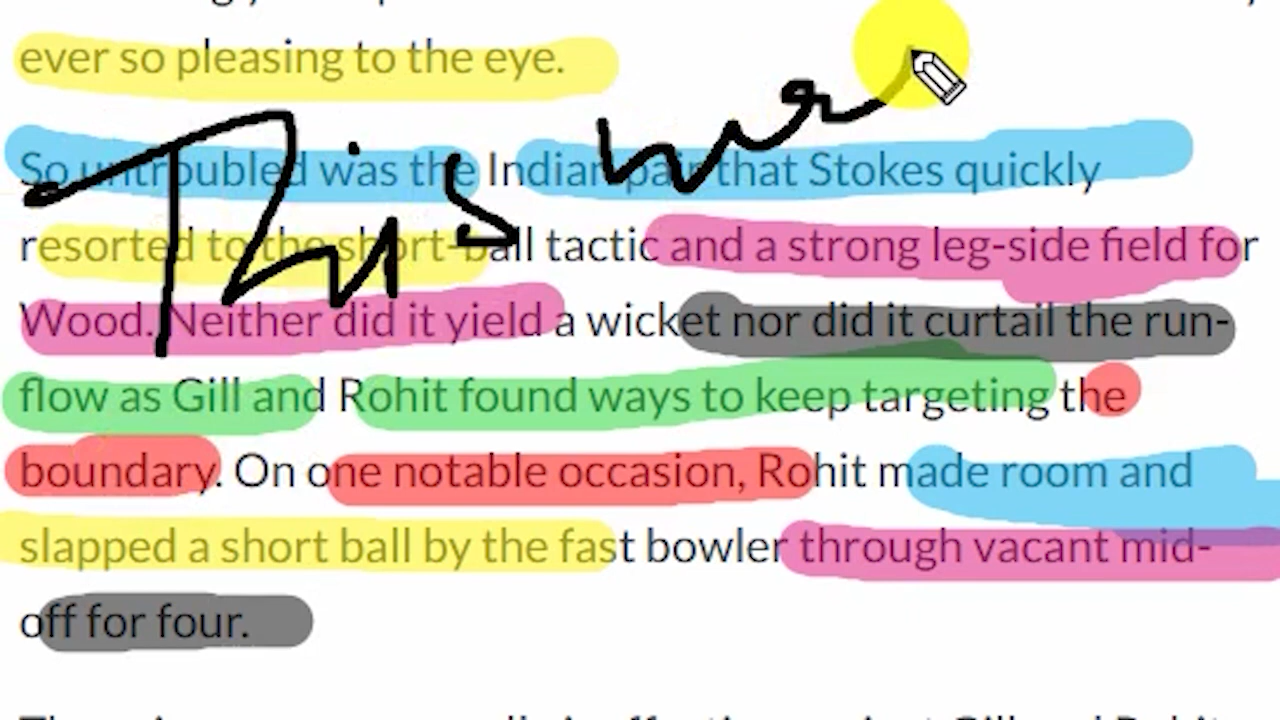 ever so pleasing to the eye.
This wer
So untroubled was the Indian pair that Stokes quickly
resorted to the short-ball tactic and a strong leg-side field for
Wood. Neither did it yield a wicket nor did it curtail the run-
flow as Gill and Rohit found ways to keep targeting the
boundary. On one notable occasion, Rohit made room and
slapped a short ball by the fast bowler through vacant mid-
off for four.